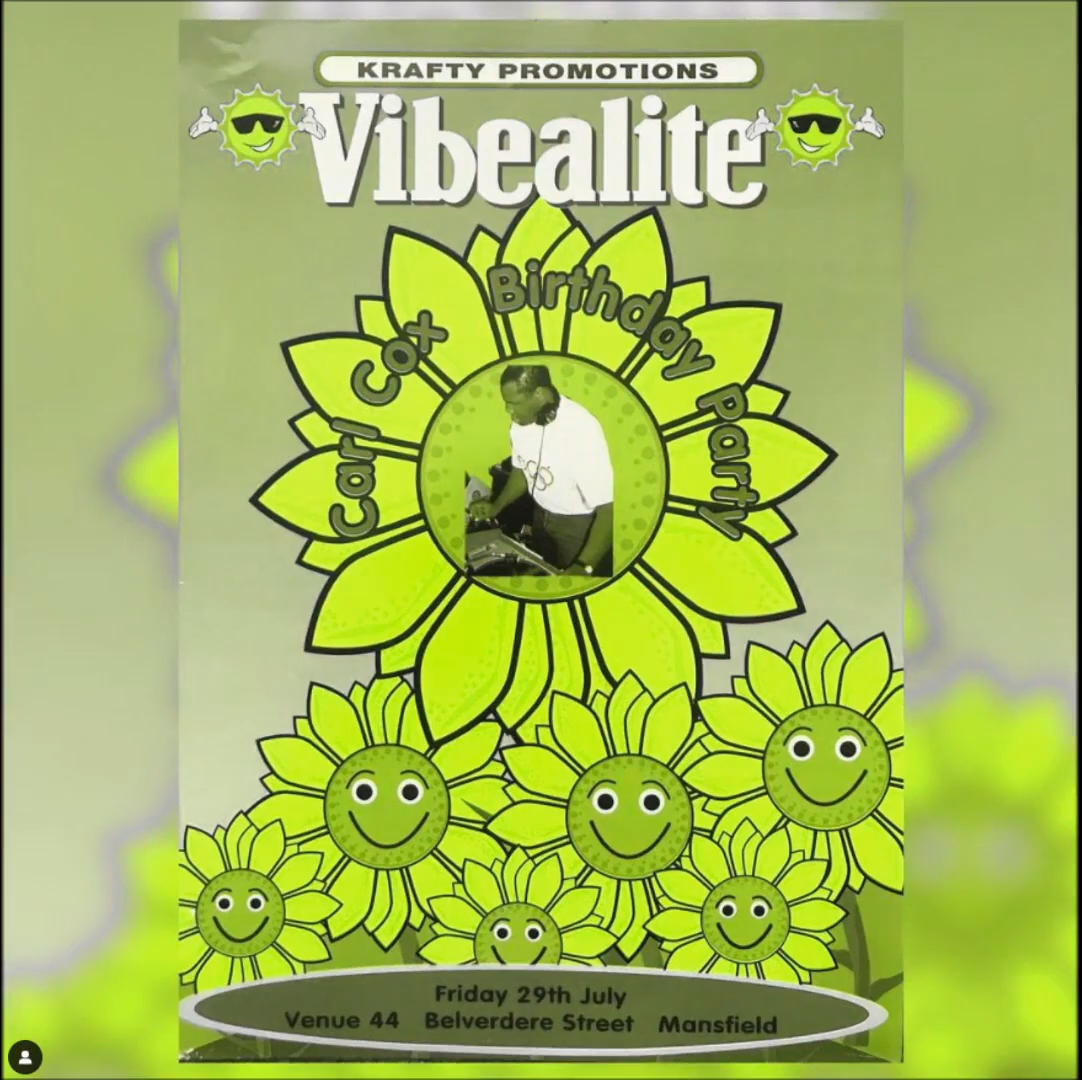 KRAFTY PROMOTIONS
Vibealite
Carl Cox Birthday Party
Friday 29th July
Venue 44 Belverdere Street Mansfield